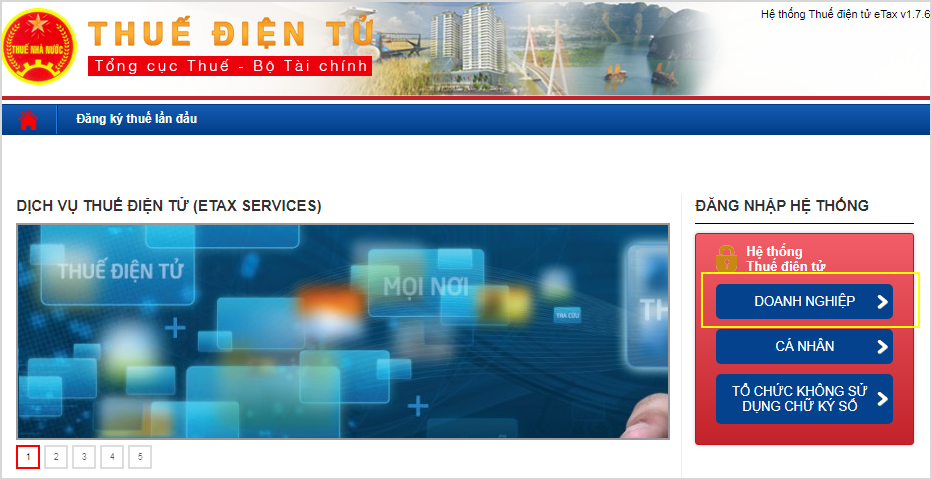 Hệ thống Thuế điện tử eTax v1.7.6
THUẾ NHÀ NƯỚC
THUẾ ĐIỆN TỬ
Tổng cục Thuế - Bộ Tài chính
Đăng ký thuế lần đầu
DỊCH VỤ THUẾ ĐIỆN TỬ (ETAX SERVICES)
THUẾ ĐIỆN TỬ
MỌI NƠI
TRA CỨU
TH
1
2
3
4
5
ĐĂNG NHẬP HỆ THỐNG
Hệ thống
Thuế điện tử
DOANH NGHIỆP
CÁ NHÂN
TỔ CHỨC KHÔNG SỬ
DỤNG CHỮ KÝ SỐ